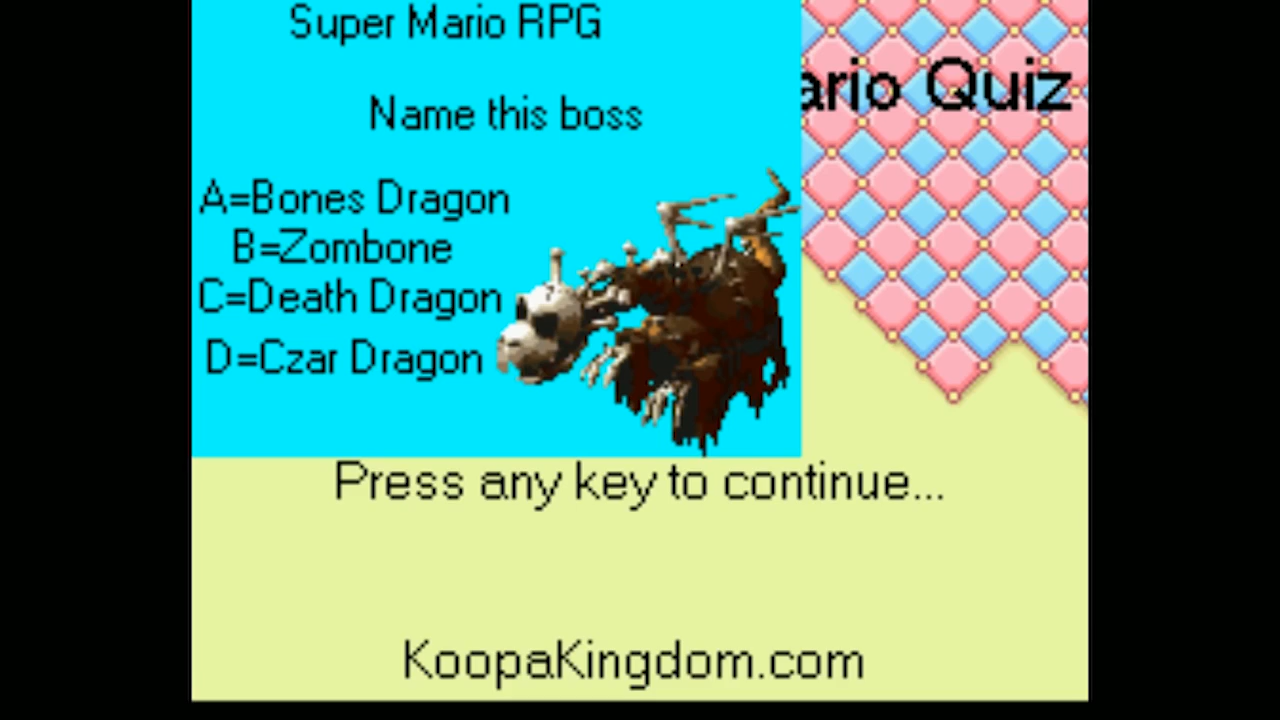 Super Mario RPG
ario Quiz
Name this boss
A=Bones Dragon
B=Zombone
C=Death Dragon
D=Czar Dragon
Press any key to continue...
KoopaKingdom.com